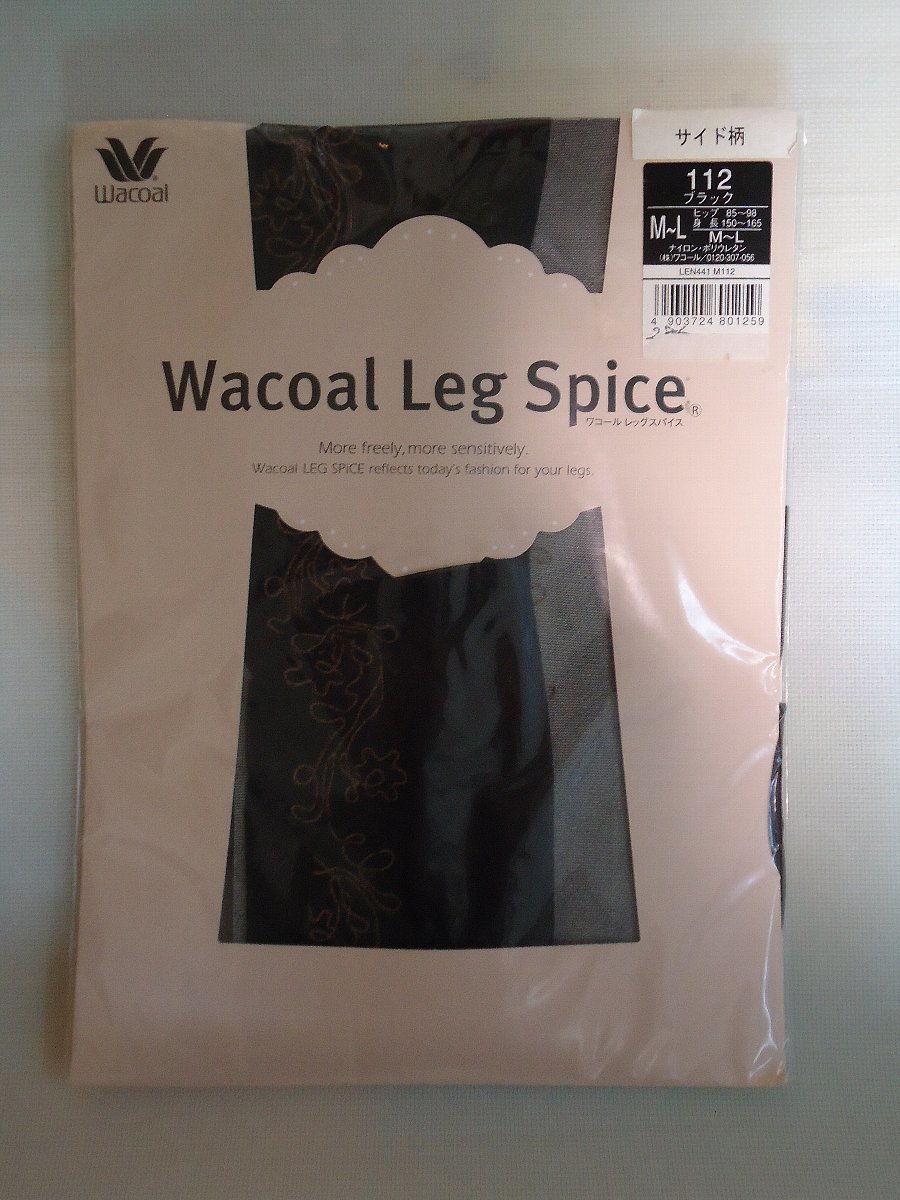 Wacoal
サイド柄
112
ブラック
M~L
ヒップ 85~98
身長 150~165
M~L
ナイロン・ポリウレタン
(株)ワコール/0120-307-056
LEN441 M112
4 903724 801259
Wacoal Leg Spice®
ワコール レッグスパイス
More freely, more sensitively.
Wacoal LEG SPiCE reflects today's fashion for your legs.